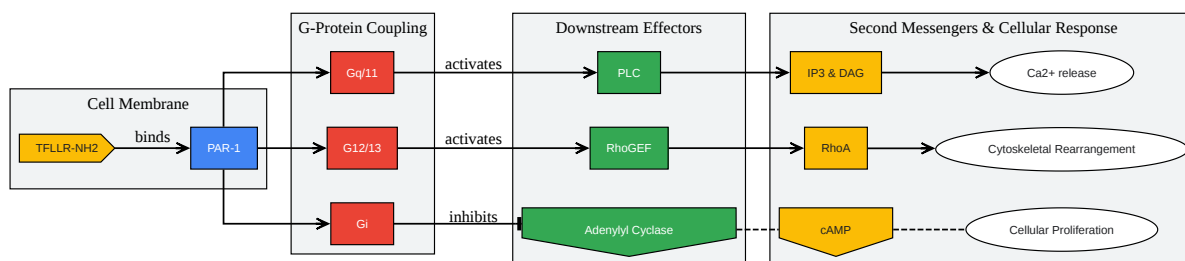 G-Protein Coupling
Downstream Effectors
Second Messengers & Cellular Response
Gq/11
activates
PLC
IP3 & DAG
Ca2+ release
Cell Membrane
TFLLR-NH2
binds
PAR-1
G12/13
activates
RhoGEF
RhoA
Cytoskeletal Rearrangement
Gi
inhibits
Adenylyl Cyclase
cAMP
Cellular Proliferation